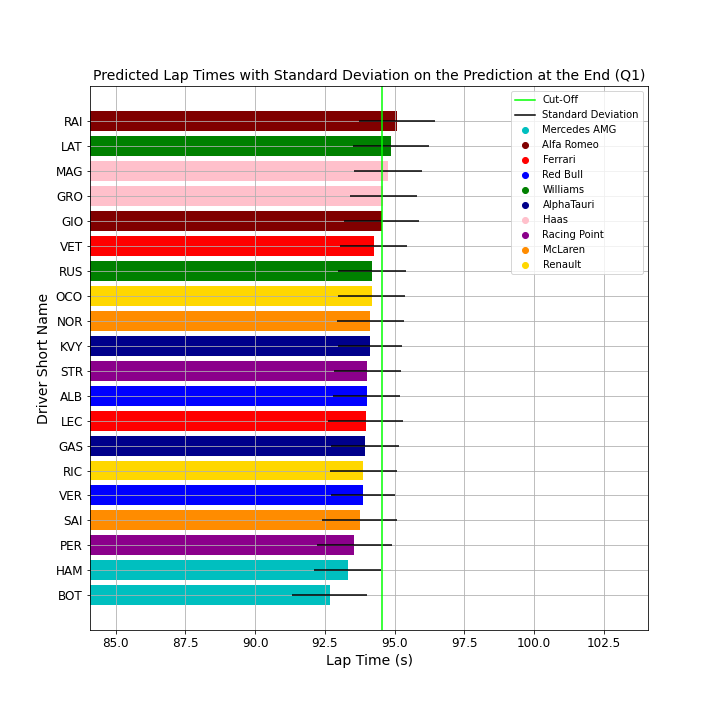 Predicted Lap Times with Standard Deviation on the Prediction at the End (Q1)
Cut-Off
Standard Deviation
Mercedes AMG
Alfa Romeo
Ferrari
Red Bull
Williams
AlphaTauri
Haas
Racing Point
McLaren
Renault
Driver Short Name
RAI
LAT
MAG
GRO
GIO
VET
RUS
OCO
NOR
KVY
STR
ALB
LEC
GAS
RIC
VER
SAI
PER
HAM
BOT
85.0 87.5 90.0 92.5 95.0 97.5 100.0 102.5
Lap Time (s)